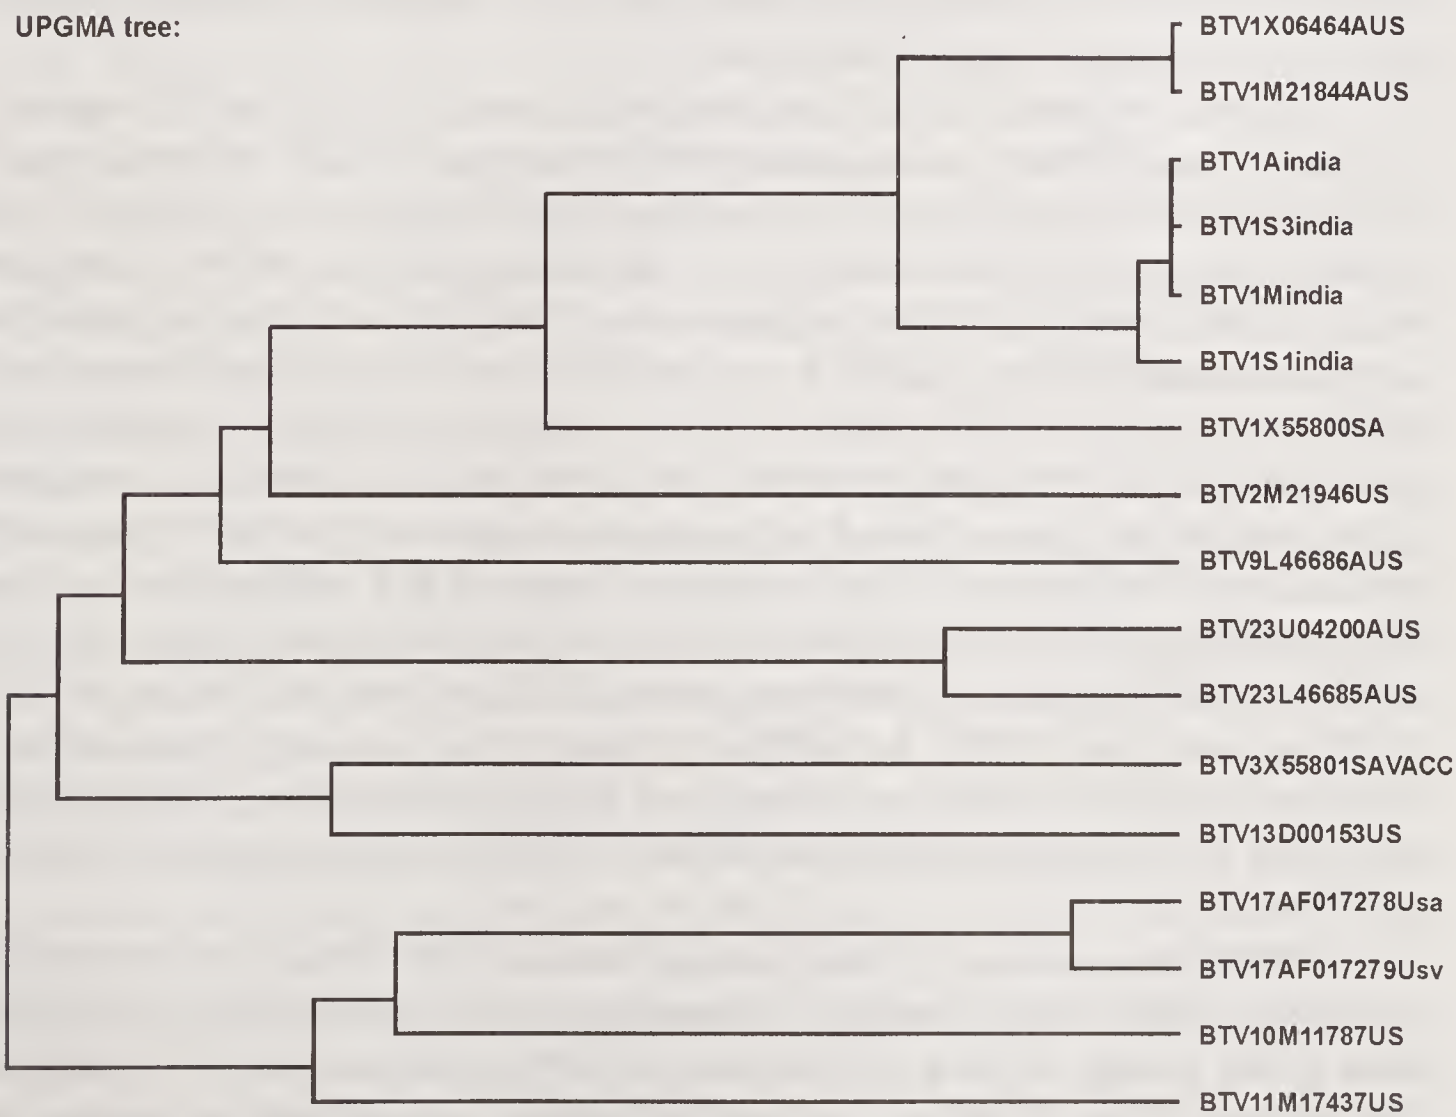 UPGMA tree:
BTV1X06464AUS
BTV1M21844AUS
BTV1Aindia
BTV1S3india
BTV1Mindia
BTV1S1india
BTV1X55800SA
BTV2M21946US
BTV9L46686AUS
BTV23U04200AUS
BTV23L46685AUS
BTV3X55801SAVACC
BTV13D00153US
BTV17AF017278Usa
BTV17AF017279Usv
BTV10M11787US
BTV11M17437US